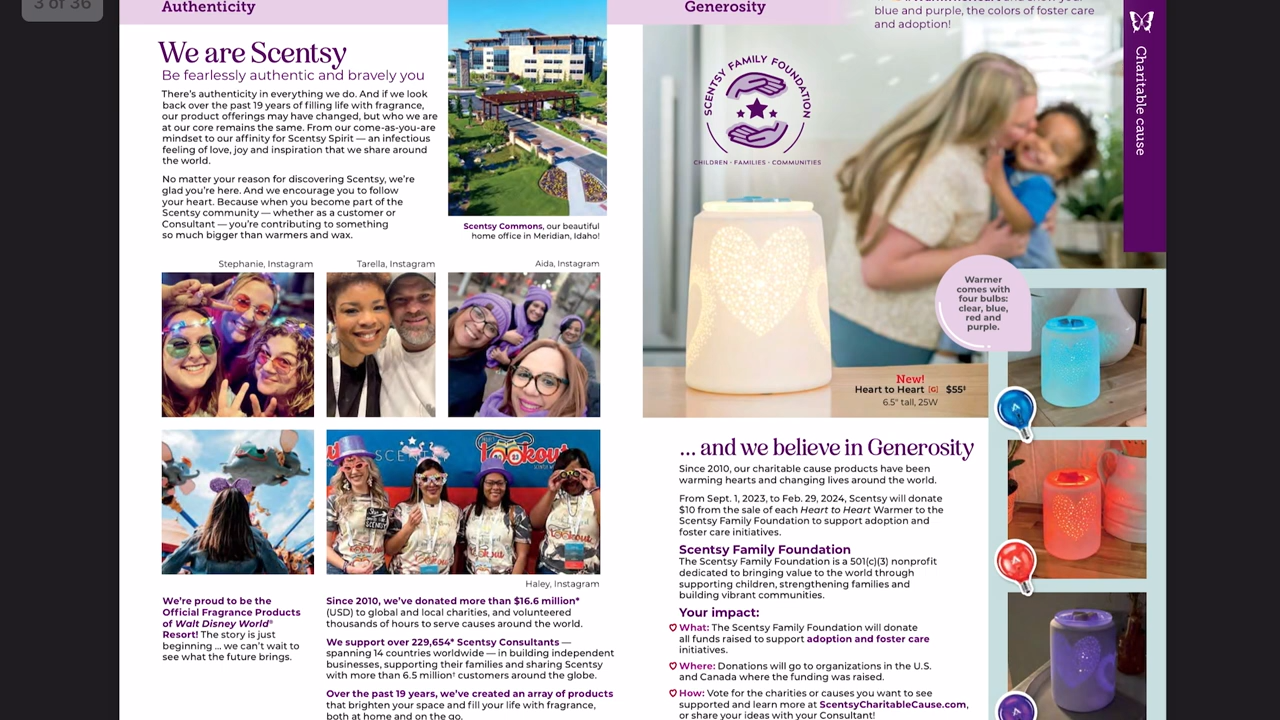 3 of 36
Authenticity
We are Scentsy
Be fearlessly authentic and bravely you
There's authenticity in everything we do. And if we look
back over the past 19 years of filling life with fragrance,
our product offerings may have changed, but who we are
at our core remains the same. From our come-as-you-are
mindset to our affinity for Scentsy Spirit — an infectious
feeling of love, joy and inspiration that we share around
the world.
No matter your reason for discovering Scentsy, we're
glad you're here. And we encourage you to follow
your heart. Because when you become part of the
Scentsy community — whether as a customer or
Consultant — you're contributing to something
so much bigger than warmers and wax.
Scentsy Commons, our beautiful
home office in Meridian, Idaho!
Stephanie, Instagram
Tarella, Instagram
Aida, Instagram
SCENTSY
Haley, Instagram
We're proud to be the
Official Fragrance Products
of Walt Disney World®
Resort! The story is just
beginning ... we can't wait to
see what the future brings.
Since 2010, we've donated more than $16.6 million*
(USD) to global and local charities, and volunteered
thousands of hours to serve causes around the world.
We support over 229,654* Scentsy Consultants —
spanning 14 countries worldwide — in building independent
businesses, supporting their families and sharing Scentsy
with more than 6.5 million† customers around the globe.
Over the past 19 years, we've created an array of products
that brighten your space and fill your life with fragrance,
both at home and on the go.
Generosity
blue and purple, the colors of foster care
and adoption!
Charitable cause
SCENTSY FAMILY FOUNDATION
CHILDREN • FAMILIES • COMMUNITIES
Warmer
comes with
four bulbs:
clear, blue,
red and
purple.
New!
Heart to Heart [G] $55‡
6.5" tall, 25W
... and we believe in Generosity
Since 2010, our charitable cause products have been
warming hearts and changing lives around the world.
From Sept. 1, 2023, to Feb. 29, 2024, Scentsy will donate
$10 from the sale of each Heart to Heart Warmer to the
Scentsy Family Foundation to support adoption and
foster care initiatives.
Scentsy Family Foundation
The Scentsy Family Foundation is a 501(c)(3) nonprofit
dedicated to bringing value to the world through
supporting children, strengthening families and
building vibrant communities.
Your impact:
What: The Scentsy Family Foundation will donate
all funds raised to support adoption and foster care
initiatives.
Where: Donations will go to organizations in the U.S.
and Canada where the funding was raised.
How: Vote for the charities or causes you want to see
supported and learn more at ScentsyCharitableCause.com,
or share your ideas with your Consultant!